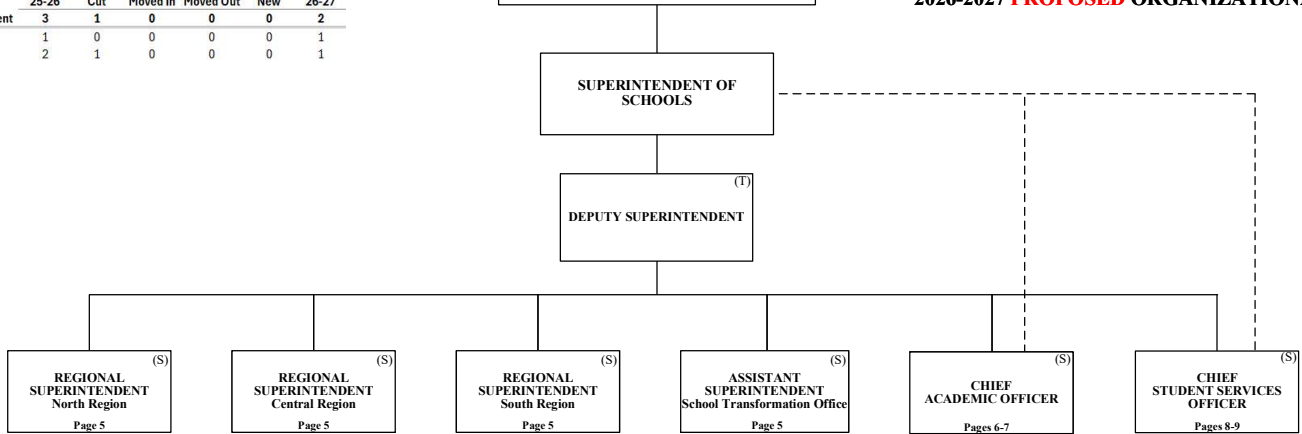 25-26 Cut Moved In Moved Out New 26-27
3 1 0 0 0 2
1 0 0 0 0 1
2 1 0 0 0 1
2026-2027 PROPOSED
SUPERINTENDENT OF
SCHOOLS
(T)
DEPUTY SUPERINTENDENT
(S)
REGIONAL
SUPERINTENDENT
North Region
Page 5
(S)
REGIONAL
SUPERINTENDENT
Central Region
Page 5
(S)
REGIONAL
SUPERINTENDENT
South Region
Page 5
(S)
ASSISTANT
SUPERINTENDENT
School Transformation Office
Page 5
(S)
CHIEF
ACADEMIC OFFICER
Pages 6-7
(S)
CHIEF
STUDENT SERVICES
OFFICER
Pages 8-9